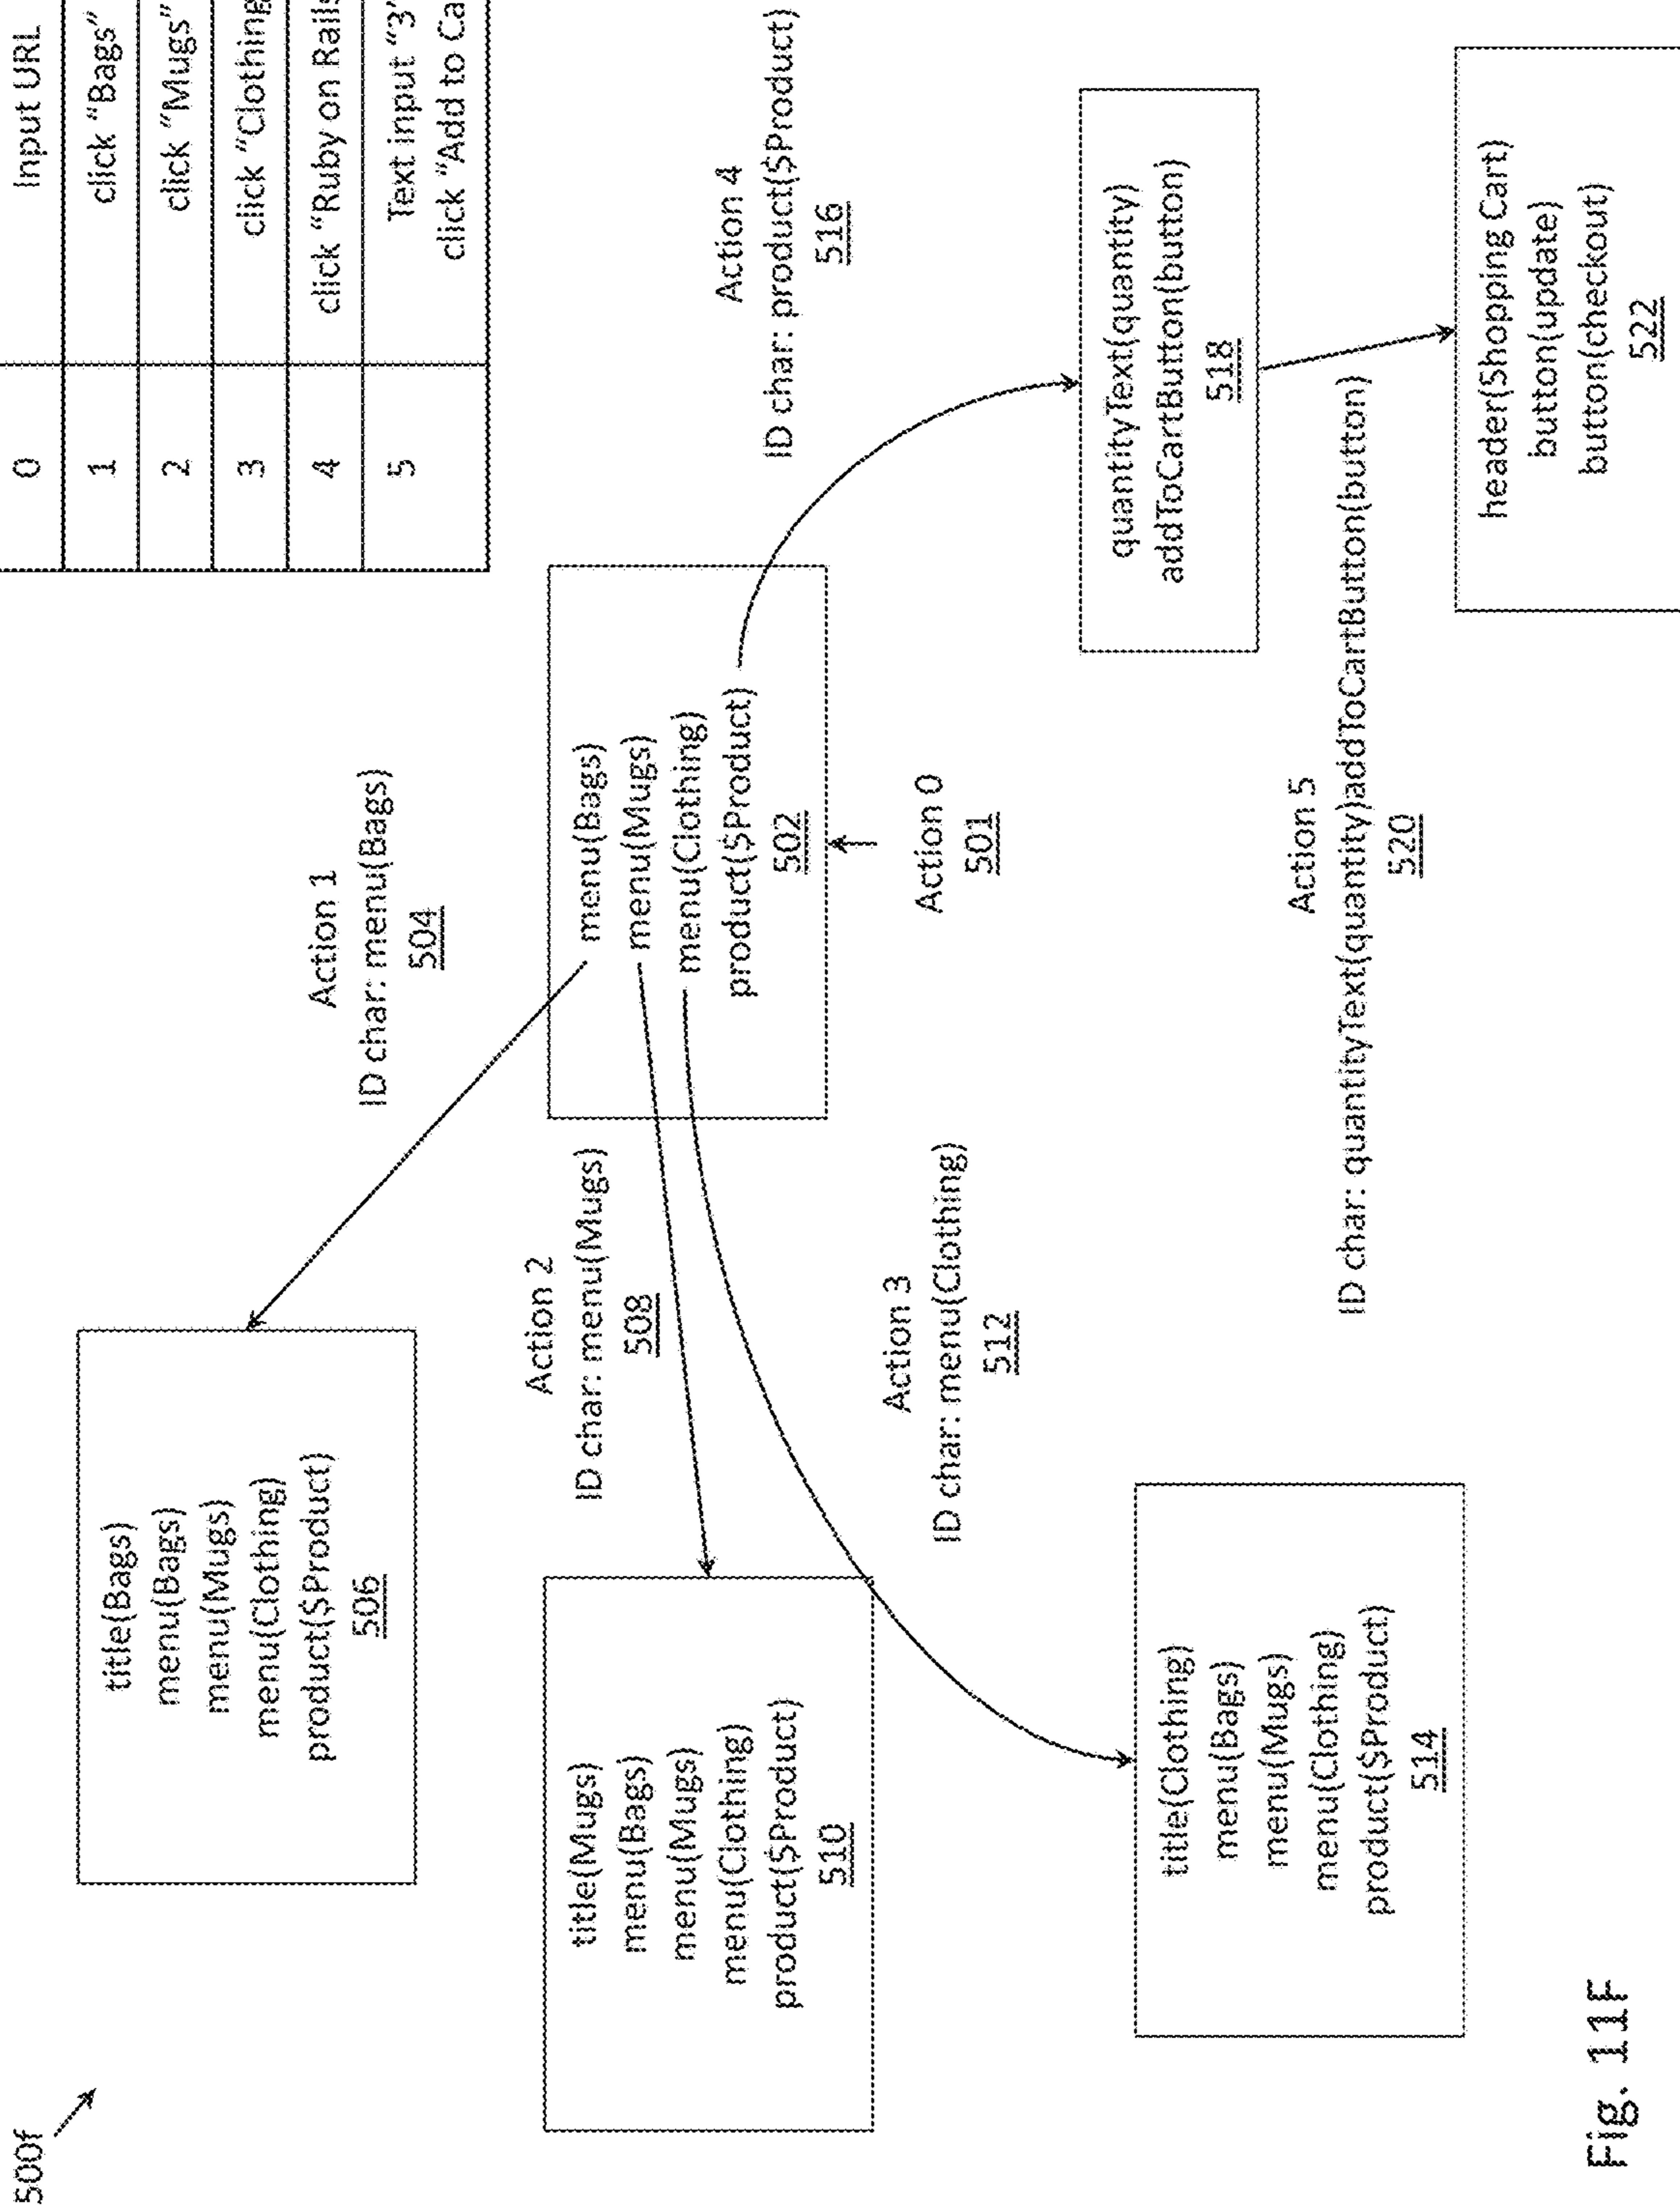 500f
0 Input URL
1 click “Bags”
2 click “Mugs”
3 click “Clothing
4 click “Ruby on Rails
5 Text input “3”
click “Add to Ca
Action 1
ID char: menu(Bags)
504
title(Bags)
menu(Bags)
menu(Mugs)
menu(Clothing)
product($Product)
506
Action 2
ID char: menu(Mugs)
508
menu(Bags)
menu(Mugs)
menu(Clothing)
product($Product)
502
Action 4
ID char: product($Product)
516
title(Mugs)
menu(Bags)
menu(Mugs)
menu(Clothing)
product($Product)
510
Action 3
ID char: menu(Clothing)
512
Action 0
501
quantityText(quantity)
addToCartButton(button)
518
title(Clothing)
menu(Bags)
menu(Mugs)
menu(Clothing)
product($Product)
514
Action 5
ID char: quantityText(quantity)addToCartButton(button)
520
header(Shopping Cart)
button(update)
button(checkout)
522
Fig. 11F